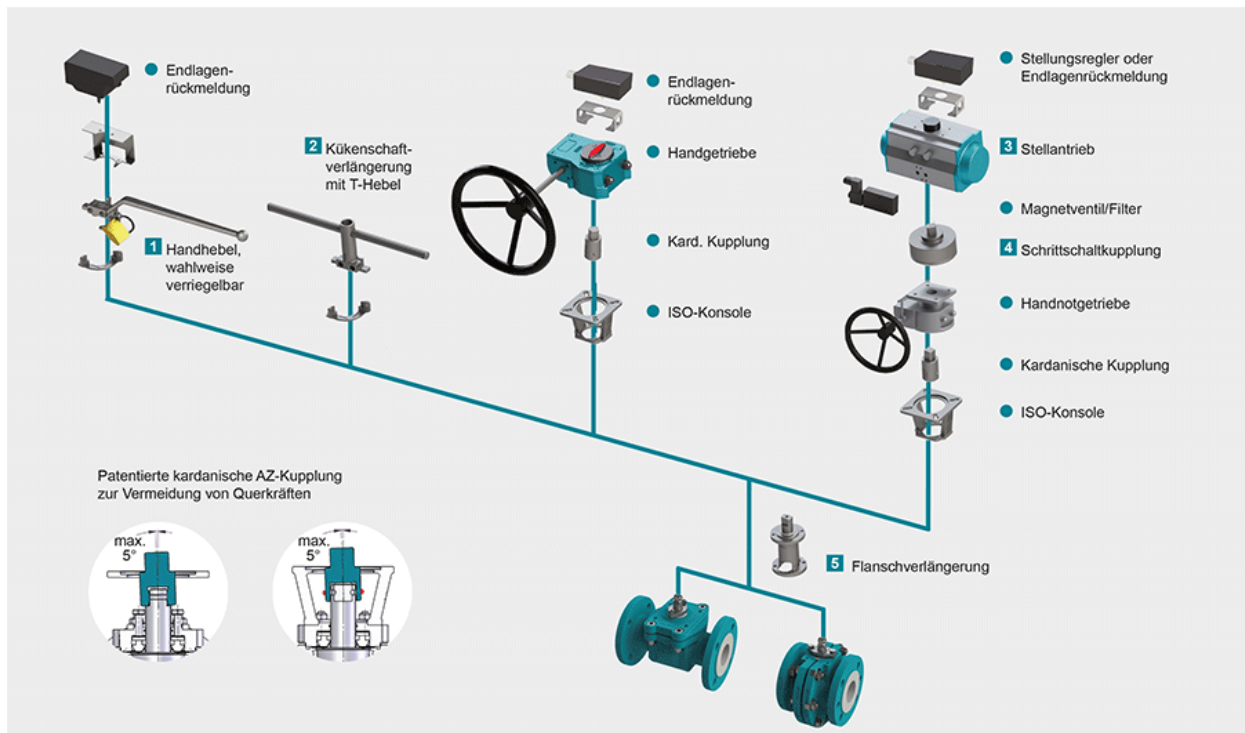 Endlagen-
rückmeldung
1 Handhebel,
wahlweise
verriegelbar
2 Kükenschaft-
verlängerung
mit T-Hebel
Endlagen-
rückmeldung
Handgetriebe
Kard. Kupplung
ISO-Konsole
Stellungsregler oder
Endlagenrückmeldung
3 Stellantrieb
Magnetventil/Filter
4 Schrittschaltkupplung
Handnotgetriebe
Kardanische Kupplung
ISO-Konsole
Patentierte kardanische AZ-Kupplung
zur Vermeidung von Querkräften
max.
5°
max.
5°
5 Flanschverlängerung